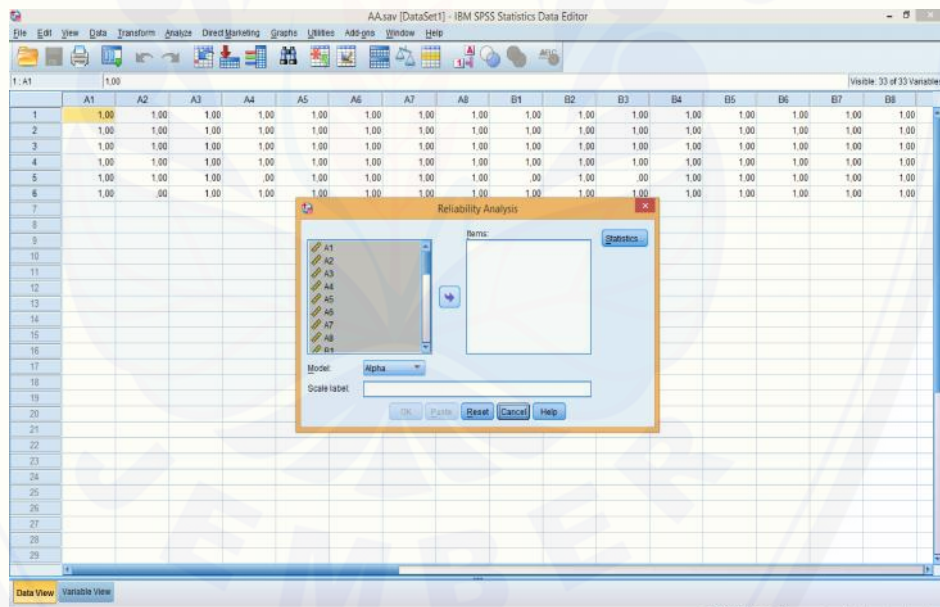 AA.sav [DataSet1] - IBM SPSS Statistics Data Editor
File Edit View Data Transform Analyze Direct Marketing Graphs Utilities Add-ons Window Help
1 : A1 1,00 Visible: 33 of 33 Variables
A1 A2 A3 A4 A5 A6 A7 A8 B1 B2 B3 B4 B5 B6 B7 B8
1 1,00 1,00 1,00 1,00 1,00 1,00 1,00 1,00 1,00 1,00 1,00 1,00 1,00 1,00 1,00 1,00
2 1,00 1,00 1,00 1,00 1,00 1,00 1,00 1,00 1,00 1,00 1,00 1,00 1,00 1,00 1,00 1,00
3 1,00 1,00 1,00 1,00 1,00 1,00 1,00 1,00 1,00 1,00 1,00 1,00 1,00 1,00 1,00 1,00
4 1,00 1,00 1,00 1,00 1,00 1,00 1,00 1,00 1,00 1,00 1,00 1,00 1,00 1,00 1,00 1,00
5 1,00 1,00 1,00 ,00 1,00 1,00 1,00 1,00 ,00 1,00 ,00 1,00 1,00 1,00 1,00 1,00
6 1,00 ,00 1,00 1,00 1,00 1,00 1,00 1,00 1,00 1,00 1,00 1,00 1,00 1,00 1,00 1,00
7
8
9
10
11
12
13
14
15
16
17
18
19
20
21
22
23
24
25
26
27
28
29
Reliability Analysis
Items:
Statistics...
A1
A2
A3
A4
A5
A6
A7
A8
B1
Model: Alpha
Scale label:
OK Paste Reset Cancel Help
Data View Variable View
JEMBER